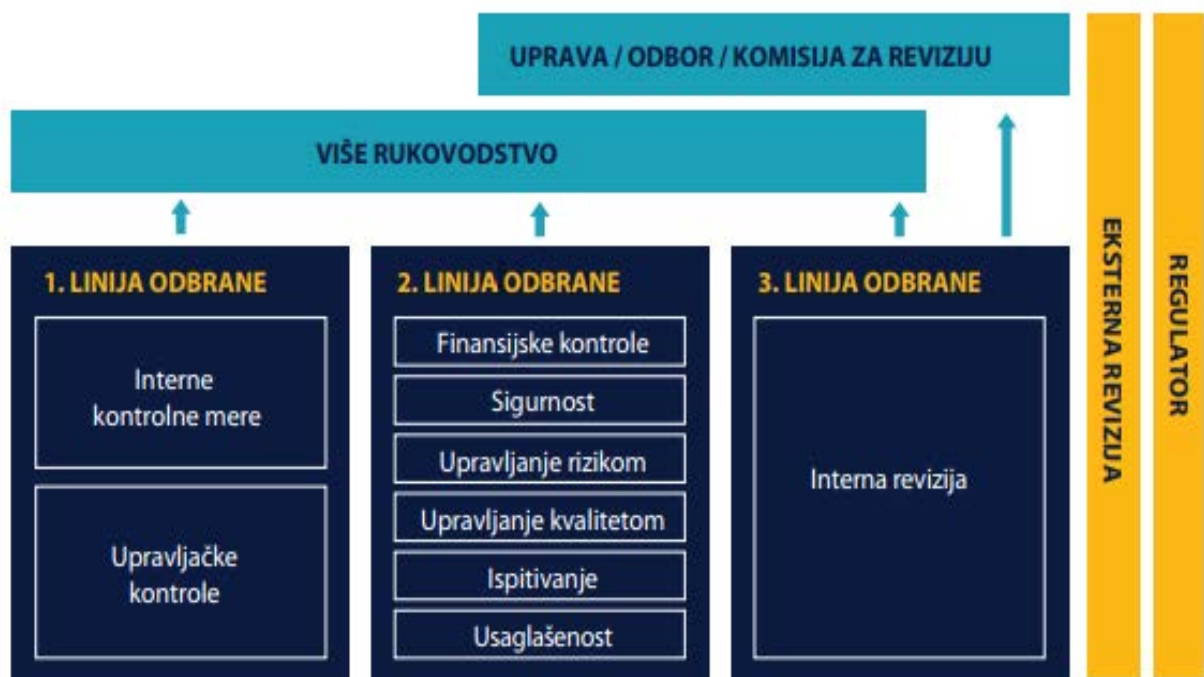 UPRAVA / ODBOR / KOMISIJA ZA REVIZIJU
VIŠE RUKOVODSTVO
1. LINIJA ODBRANE
Interne
kontrolne mere
Upravljačke
kontrole
2. LINIJA ODBRANE
Finansijske kontrole
Sigurnost
Upravljanje rizikom
Upravljanje kvalitetom
Ispitivanje
Usaglašenost
3. LINIJA ODBRANE
Interna revizija
EKSTERNA REVIZIJA
REGULATOR